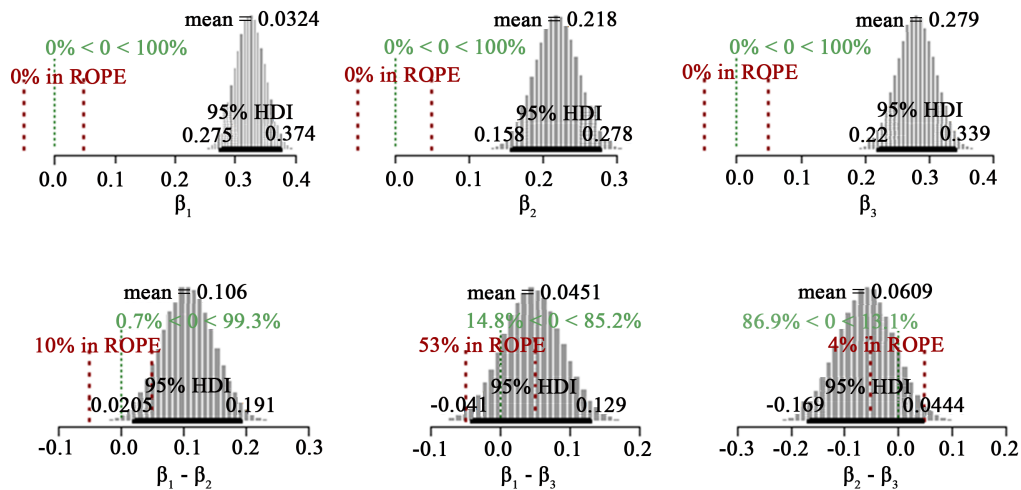 mean = 0.0324
0% < 0 < 100%
0% in ROPE
95% HDI
0.275 0.374
0.0 0.1 0.2 0.3 0.4
β1
mean = 0.218
0% < 0 < 100%
0% in ROPE
95% HDI
0.158 0.278
0.0 0.1 0.2 0.3
β2
mean = 0.279
0% < 0 < 100%
0% in ROPE
95% HDI
0.22 0.339
0.0 0.1 0.2 0.3 0.4
β3
mean = 0.106
0.7% < 0 < 99.3%
10% in ROPE
95% HDI
0.0205 0.191
-0.1 0.0 0.1 0.2 0.3
β1 - β2
mean = 0.0451
14.8% < 0 < 85.2%
53% in ROPE
95% HDI
-0.041 0.129
-0.1 0.0 0.1 0.2
β1 - β3
mean = 0.0609
86.9% < 0 < 13.1%
4% in ROPE
95% HDI
-0.169 0.0444
-0.3 -0.2 -0.1 0.0 0.1 0.2
β2 - β3